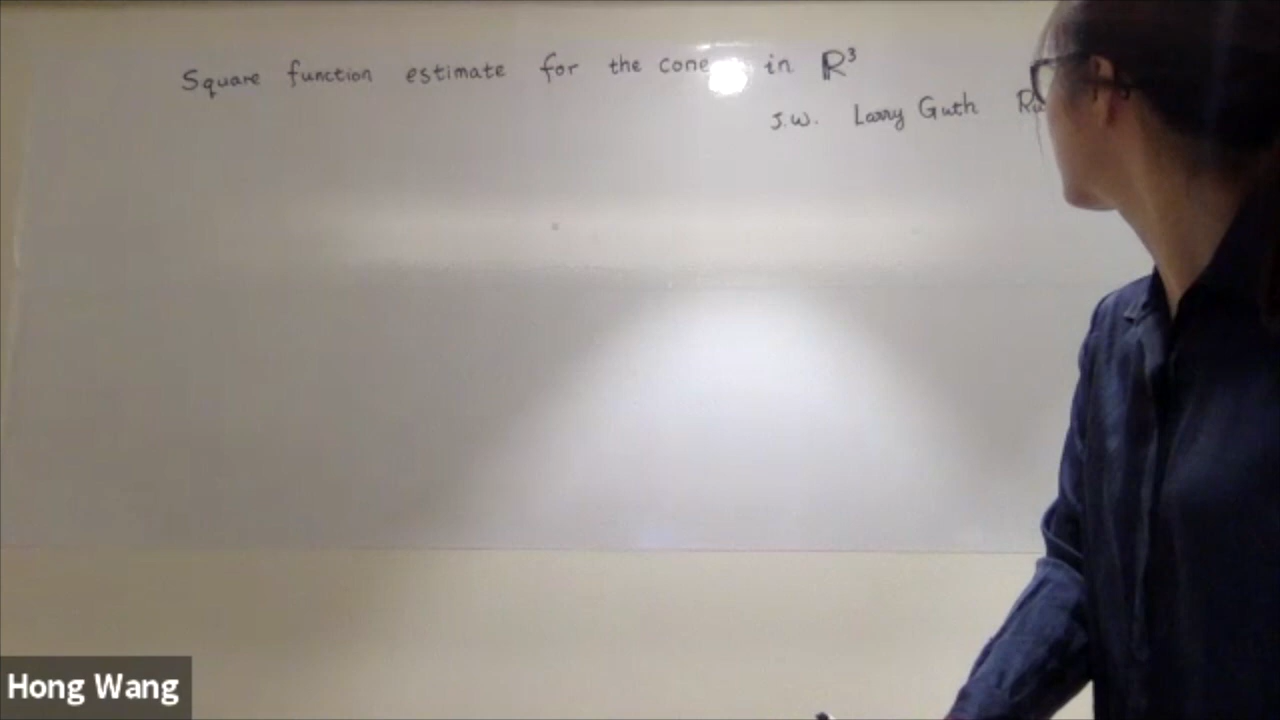 Square function estimate for the cone in ℝ³
J.W. Larry Guth
Hong Wang